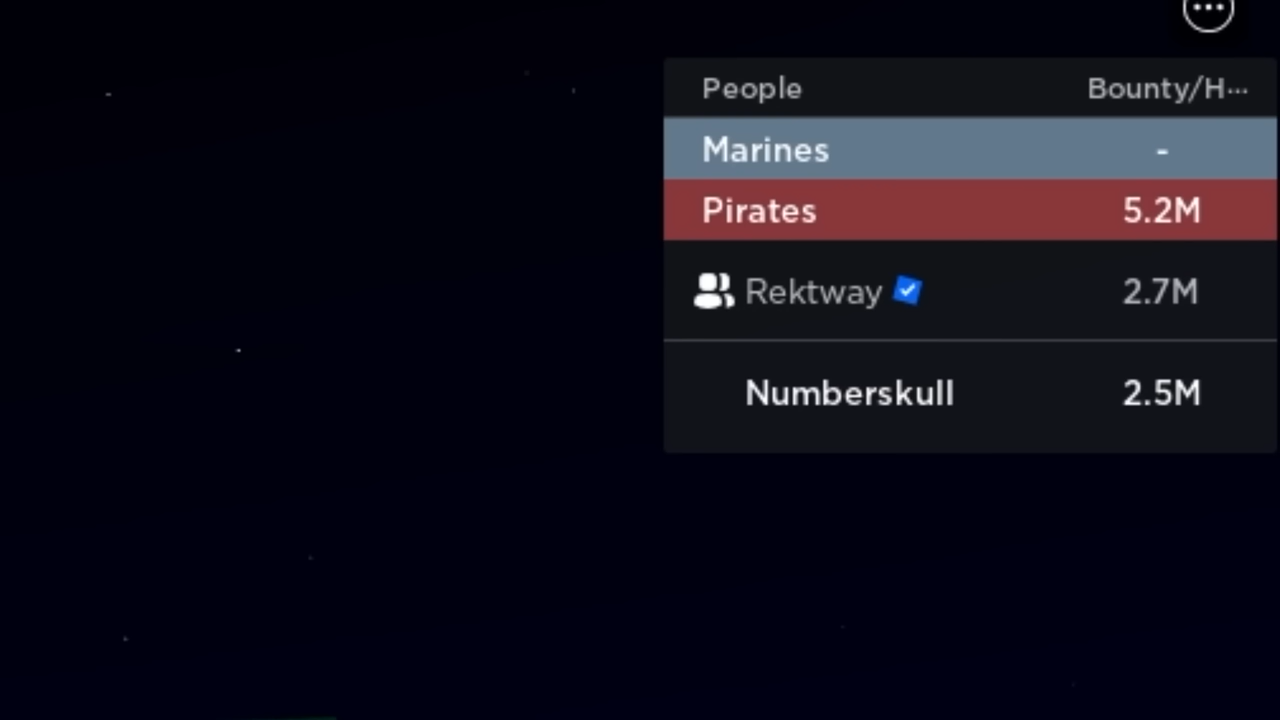 People Bounty/H...
Marines -
Pirates 5.2M
Rektway 2.7M
Numberskull 2.5M